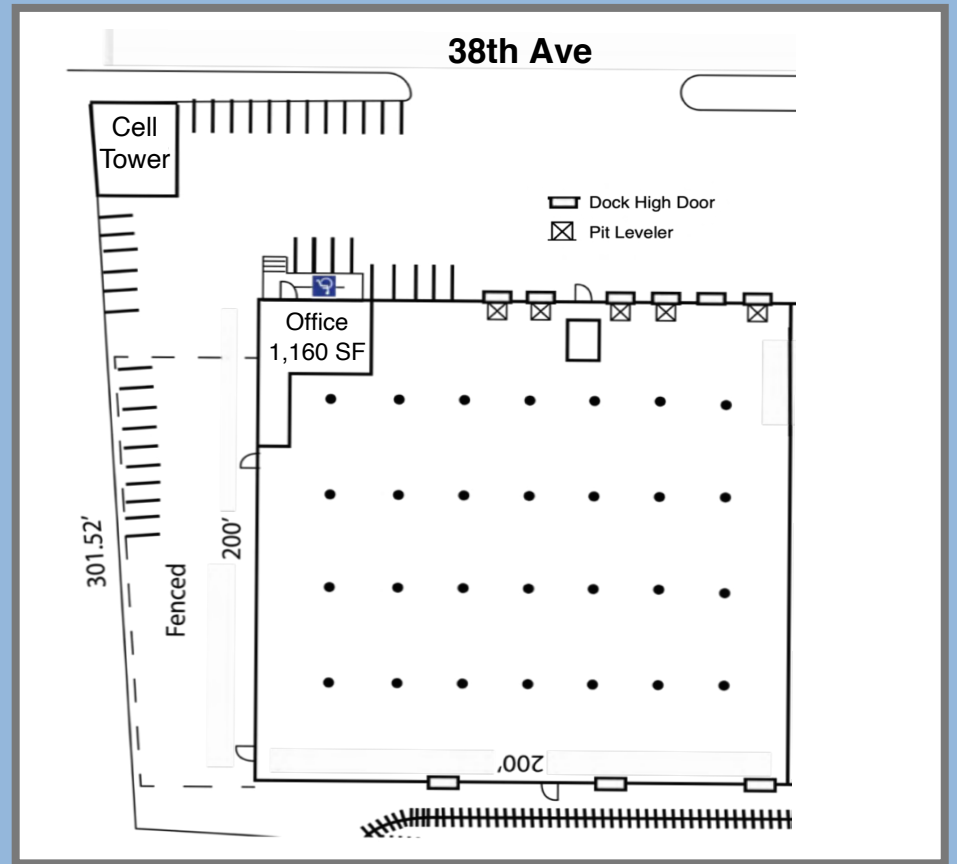 38th Ave
Cell
Tower
Dock High Door
Pit Leveler
Office
1,160 SF
301.52'
Fenced
200'
200'